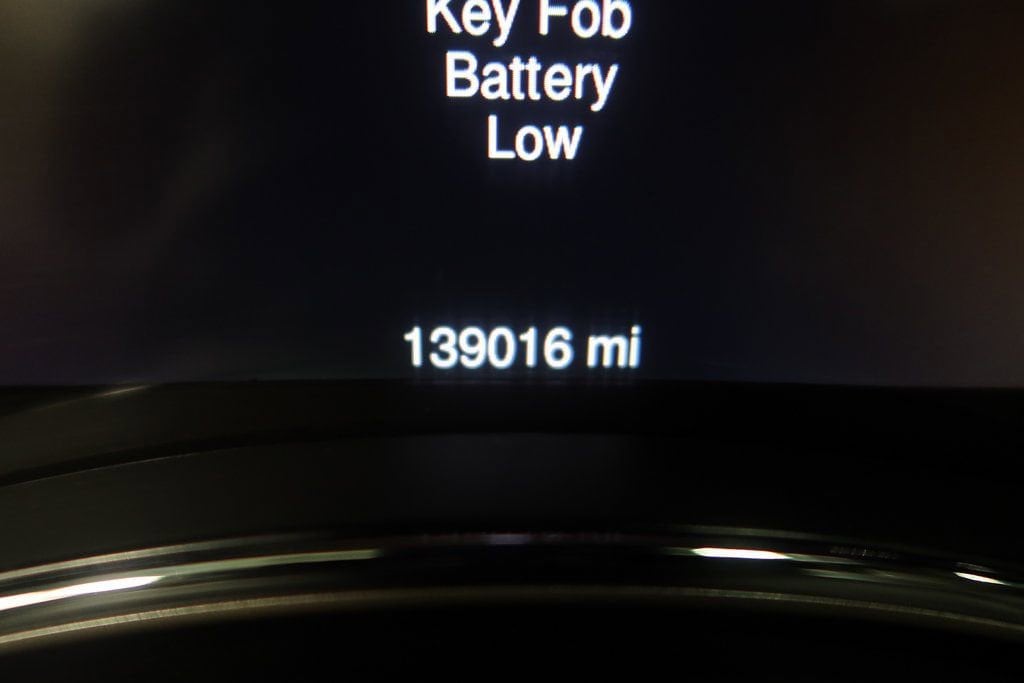 Key Fob
Battery
Low
139016 mi